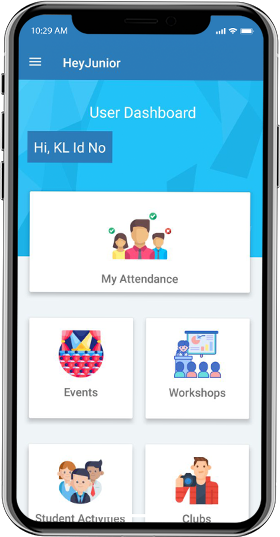 10:29 AM
HeyJunior
User Dashboard
Hi, KL Id No
My Attendance
Events
Workshops
Student Activities
Clubs